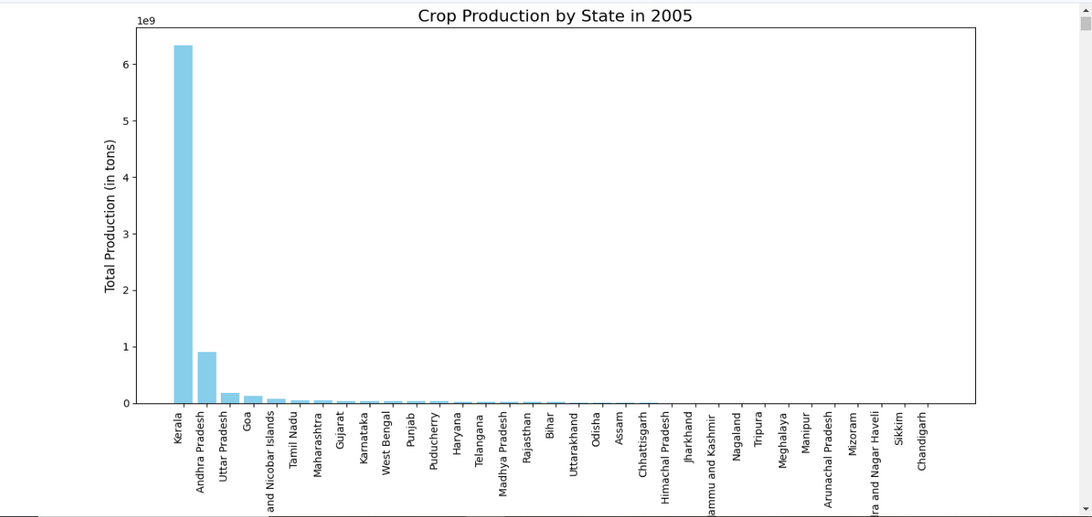 Crop Production by State in 2005
1e9
Total Production (in tons)
6
5
4
3
2
1
0
Kerala
Andhra Pradesh
Uttar Pradesh
Goa
and Nicobar Islands
Tamil Nadu
Maharashtra
Gujarat
Karnataka
West Bengal
Punjab
Puducherry
Haryana
Telangana
Madhya Pradesh
Rajasthan
Bihar
Uttarakhand
Odisha
Assam
Chhattisgarh
Himachal Pradesh
Jharkhand
ammu and Kashmir
Nagaland
Tripura
Meghalaya
Manipur
Arunachal Pradesh
Mizoram
ra and Nagar Haveli
Sikkim
Chandigarh